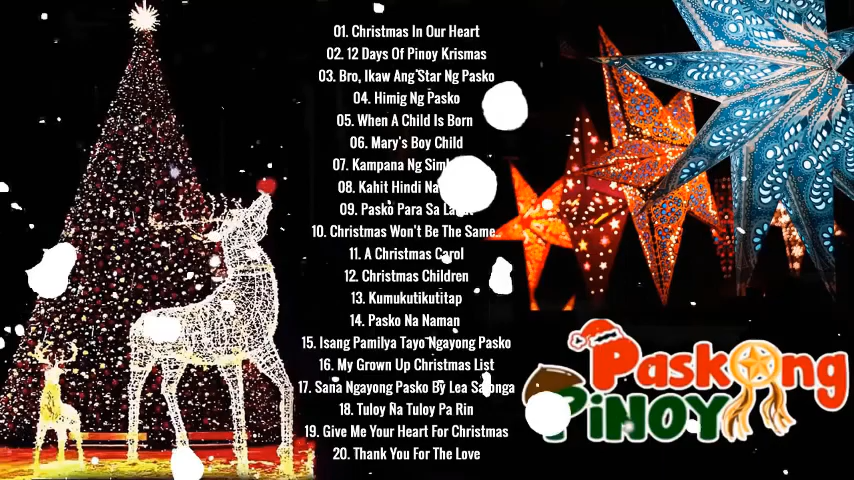 01. Christmas In Our Heart
02. 12 Days Of Pinoy Krismas
03. Bro, Ikaw Ang Star Ng Pasko
04. Himig Ng Pasko
05. When A Child Is Born
06. Mary's Boy Child
07. Kampana Ng
08. Kahit Hindi
09. Pasko Para Sa
10. Christmas Won't Be The Same..
11. A Christmas Carol
12. Christmas Children
13. Kumukutikutitap
14. Pasko Na Naman
15. Isang Pamilya Tayo Ngayong Pasko
16. My Grown Up Christmas List
17. Sana Ngayong Pasko By Lea Salonga
18. Tuloy Na Tuloy Pa Rin
19. Give Me Your Heart For Christmas
20. Thank You For The Love
Paskong
PiNOY